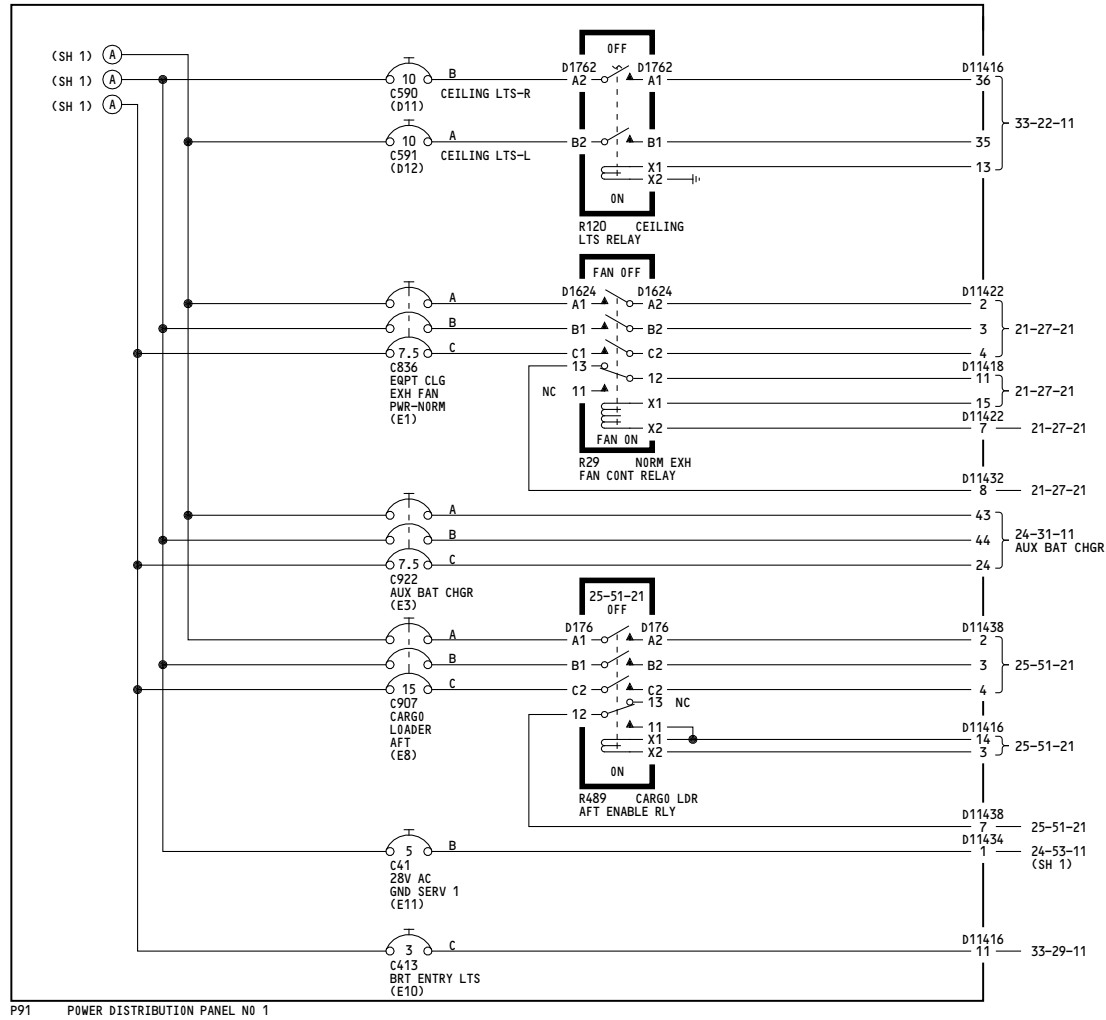 OFF
(SH 1) A
(SH 1) A
(SH 1) A
10 B CEILING LTS-R
C590
(D11)
D1762 D1762
A2 A1
D11416
36
33-22-11
10 A CEILING LTS-L
C591
(D12)
B2 B1
35
X1
13
X2
ON
R120 CEILING
LTS RELAY
FAN OFF
D1624 D1624
A A1 A2
D11422
2
B B1 B2
3 21-27-21
7.5 C C1 C2
4
C836
EQPT CLG
EXH FAN
PWR-NORM
(E1)
13
D11418
12 11
NC 11
21-27-21
X1 15
D11422
X2 7 21-27-21
FAN ON
R29 NORM EXH
FAN CONT RELAY
D11432
8 21-27-21
A 43
B 44
24-31-11
AUX BAT CHGR
7.5 C 24
C922
AUX BAT CHGR
(E3)
25-51-21
OFF
D176 D176
A A1 A2
D11438
2
B B1 B2
3 25-51-21
15 C C2 C2
4
C907
CARGO
LOADER
AFT
(E8)
13 NC
12
11
D11416
X1 14
25-51-21
X2 3
ON
R489 CARGO LDR
AFT ENABLE RLY
D11438
7 25-51-21
D11434
5 B 1 24-53-11
(SH 1)
C41
28V AC
GND SERV 1
(E11)
D11416
3 C 11 33-29-11
C413
BRT ENTRY LTS
(E10)
P91 POWER DISTRIBUTION PANEL NO 1